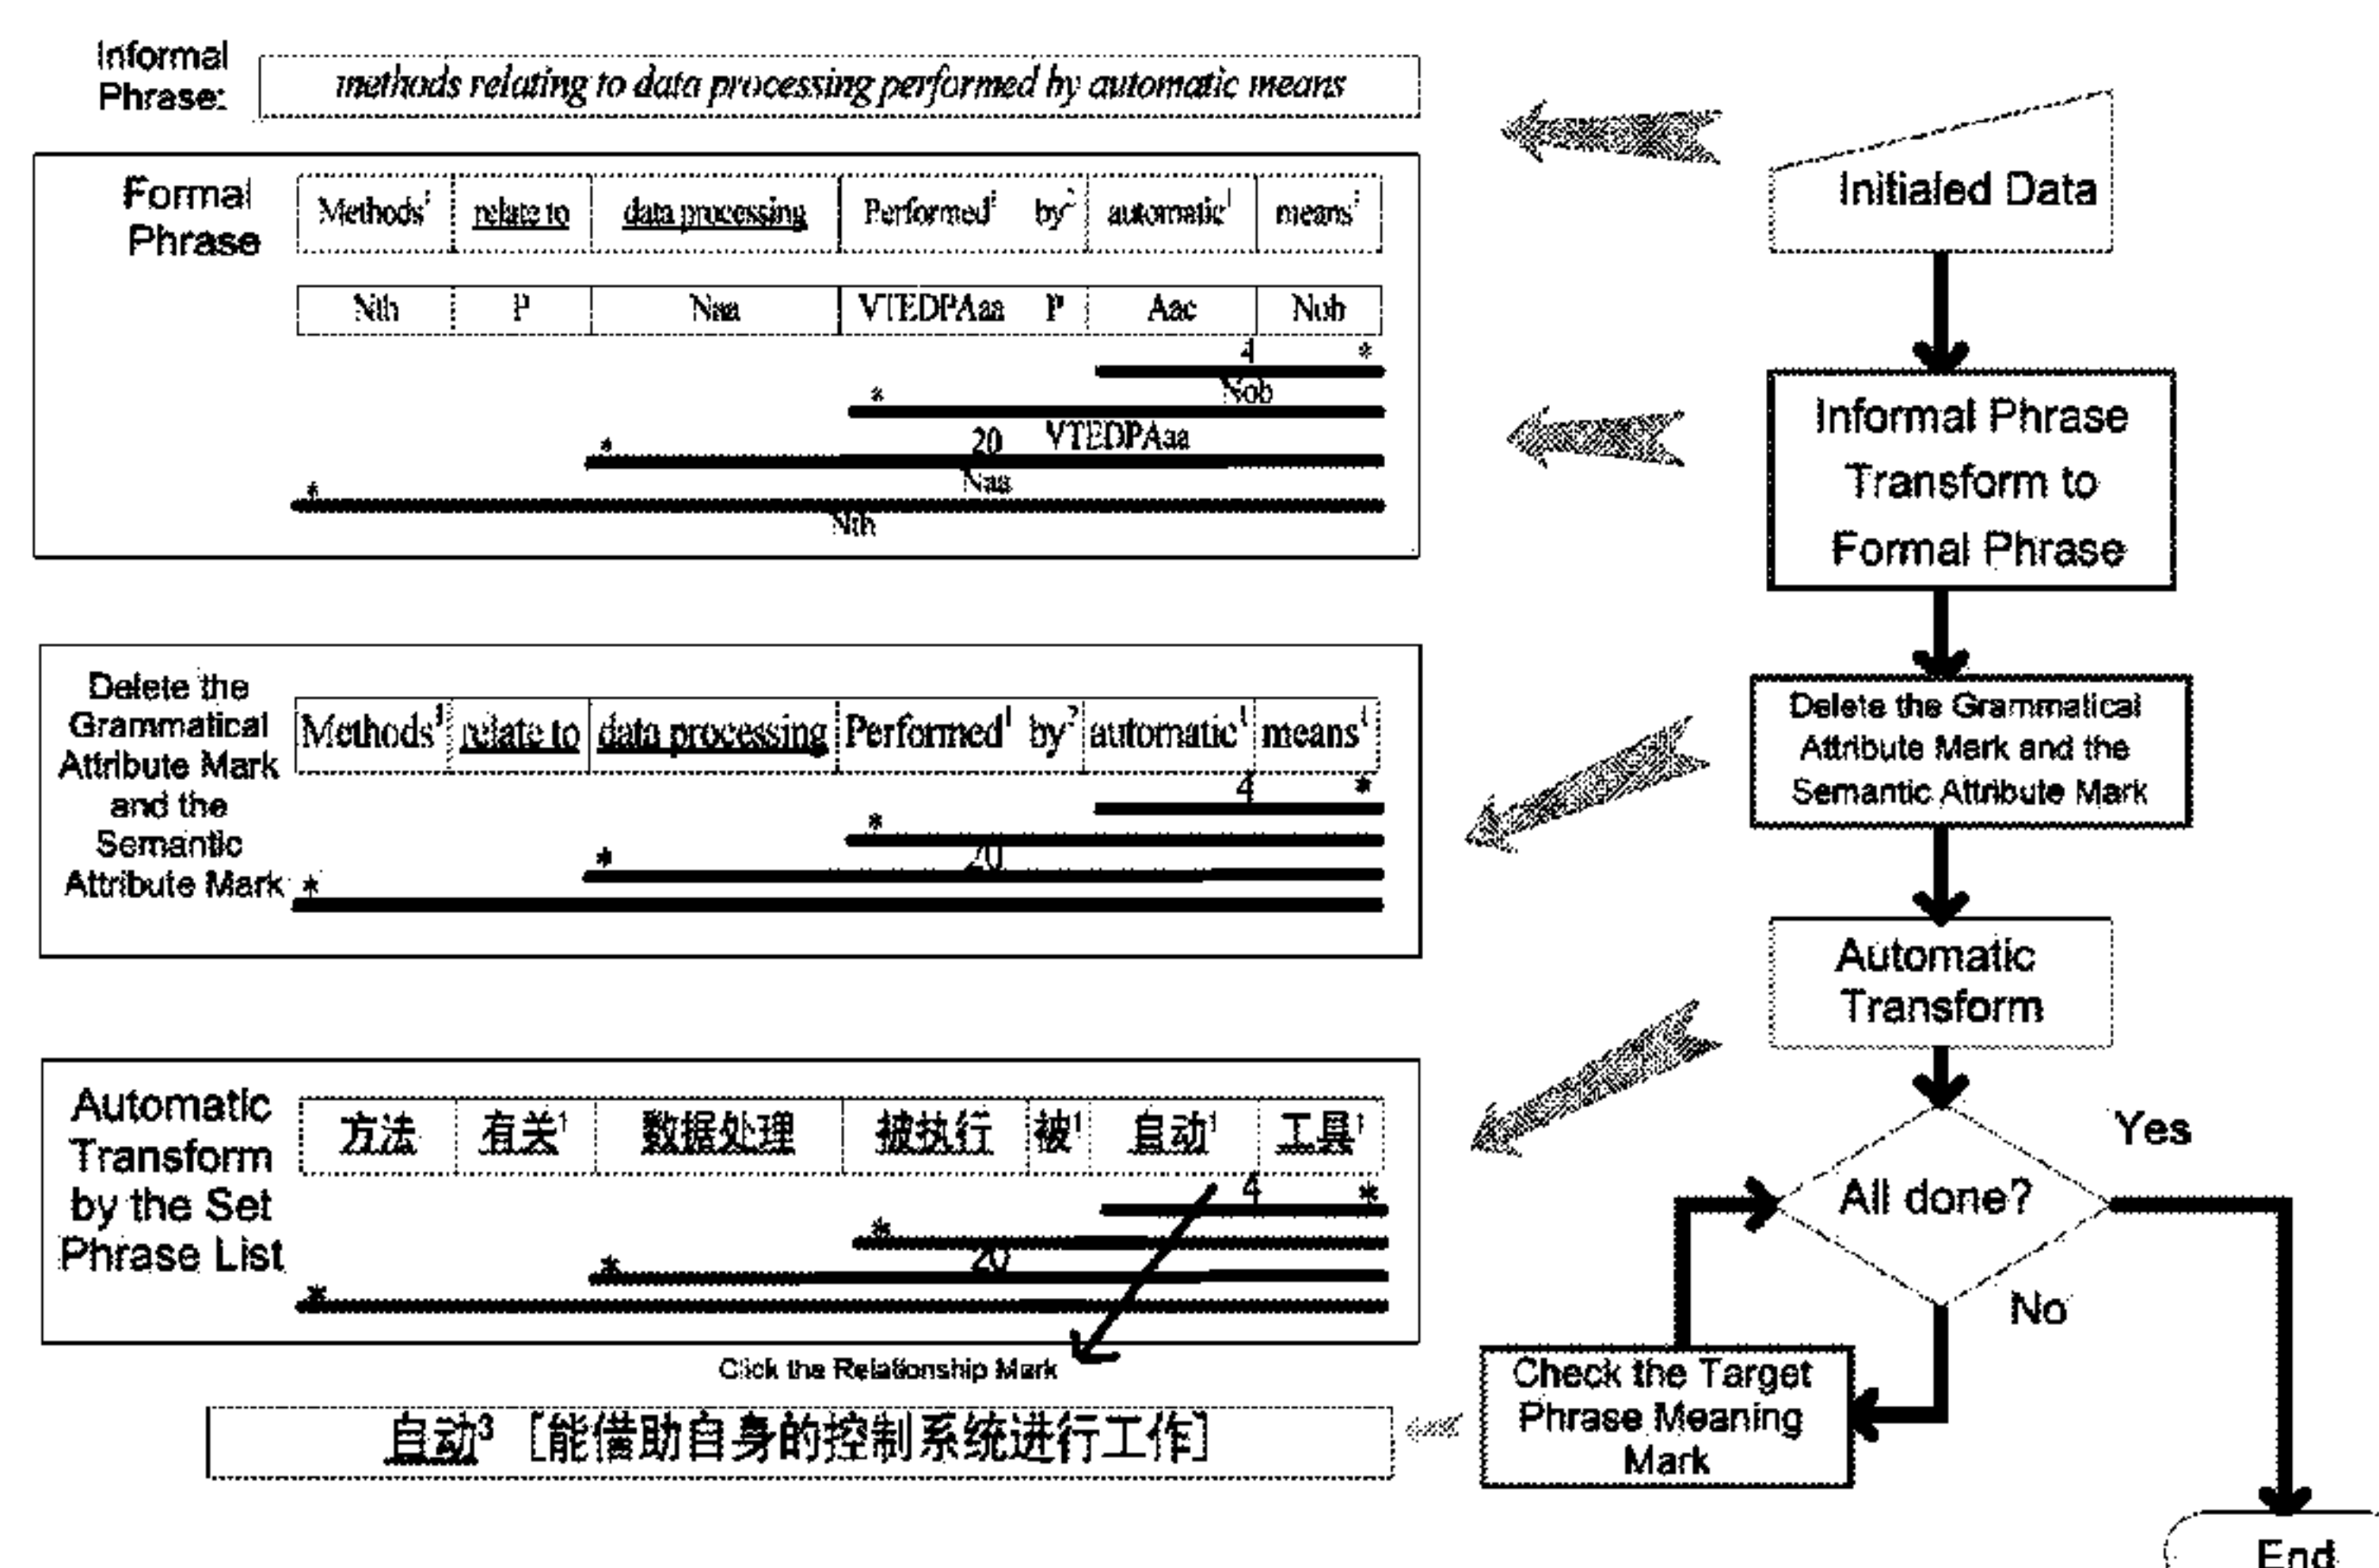 Informal
Phrase:
methods relating to data processing performed by automatic means
Formal
Phrase
Methods relate to data processing Performed by automatic¹ means
Nth P Naa VTEDPAaa P Aac Nob
4 *
Nob
*
20 VTEDPAaa
*
Naa
*
Nth
Delete the
Grammatical
Attribute Mark
and the
Semantic
Attribute Mark
Methods¹ relate to data processing Performed¹ by² automatic¹ means¹
4 *
*
20
*
*
Automatic
Transform
by the Set
Phrase List
方法 有关¹ 数据处理 被执行 被¹ 自动¹ 工具¹
4 *
*
20
*
*
Click the Relationship Mark
自动³ [能借助自身的控制系统进行工作]
Initialed Data
Informal Phrase
Transform to
Formal Phrase
Delete the Grammatical
Attribute Mark and the
Semantic Attribute Mark
Automatic
Transform
All done?
Yes
No
Check the Target
Phrase Meaning
Mark
End